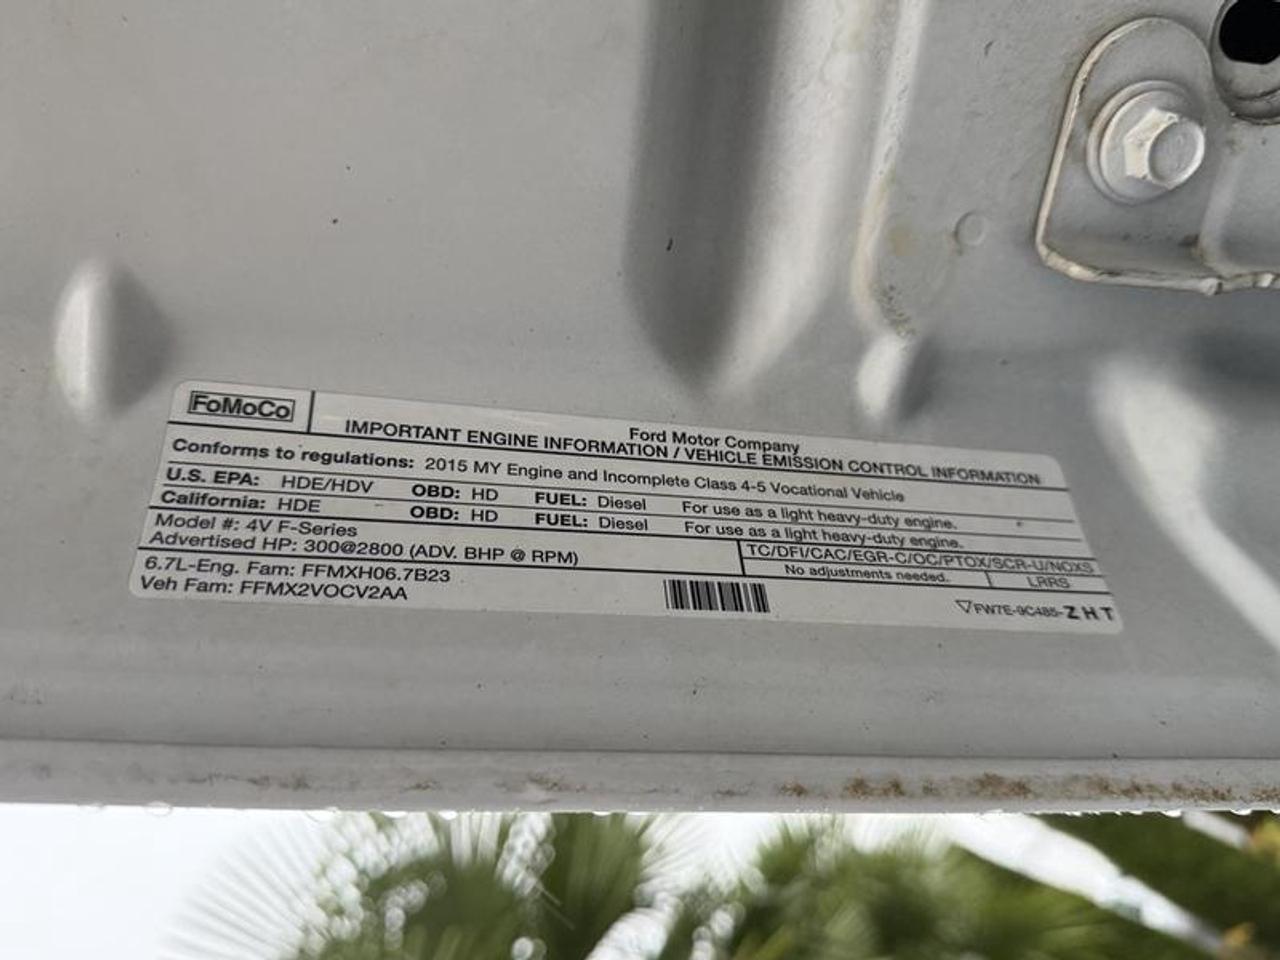 FoMoCo
Ford Motor Company
IMPORTANT ENGINE INFORMATION / VEHICLE EMISSION CONTROL INFORMATION
Conforms to regulations: 2015 MY Engine and Incomplete Class 4-5 Vocational Vehicle
U.S. EPA: HDE/HDV OBD: HD FUEL: Diesel For use as a light heavy-duty engine.
California: HDE OBD: HD FUEL: Diesel For use as a light heavy-duty engine.
Model #: 4V F-Series
Advertised HP: 300@2800 (ADV. BHP @ RPM)
TC/DFI/CAC/EGR-C/OC/PTOX/SCR-U/NOXS
No adjustments needed. LRRS
6.7L-Eng. Fam: FFMXH06.7B23
Veh Fam: FFMX2VOCV2AA
FW7E-9C485-ZHT